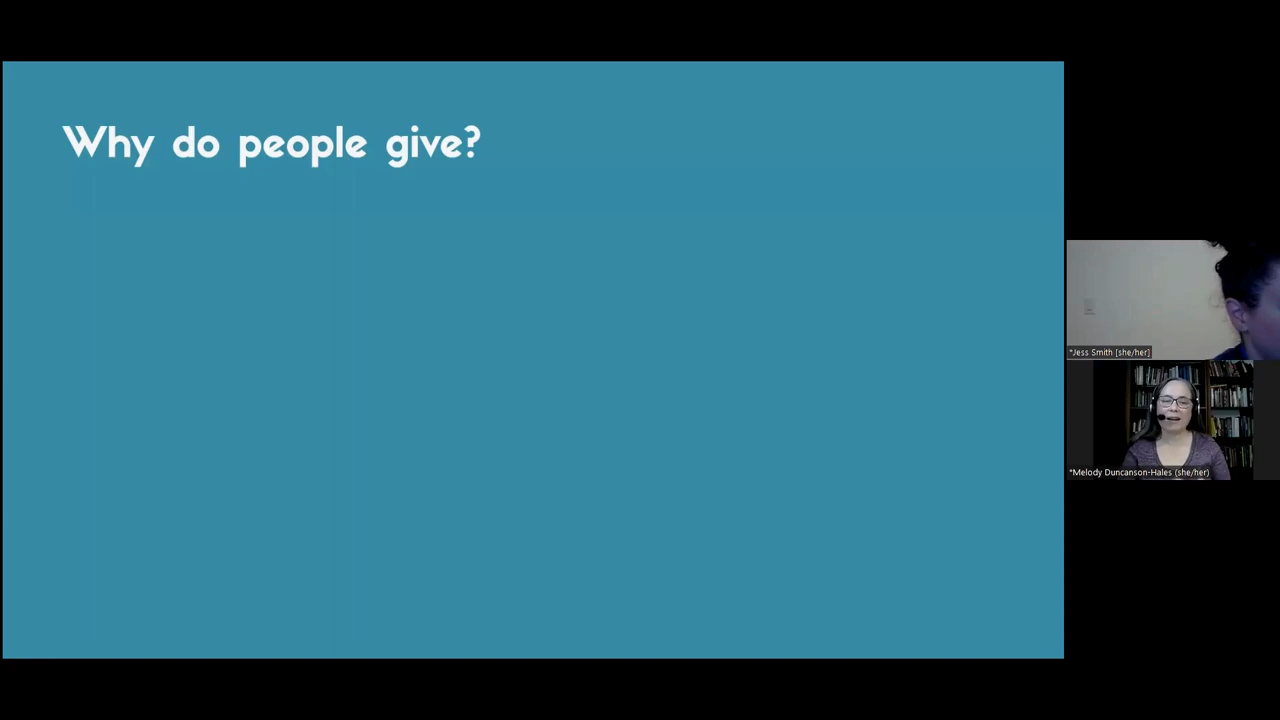 Why do people give?
*Jess Smith [she/her]
*Melody Duncanson-Hales (she/her)